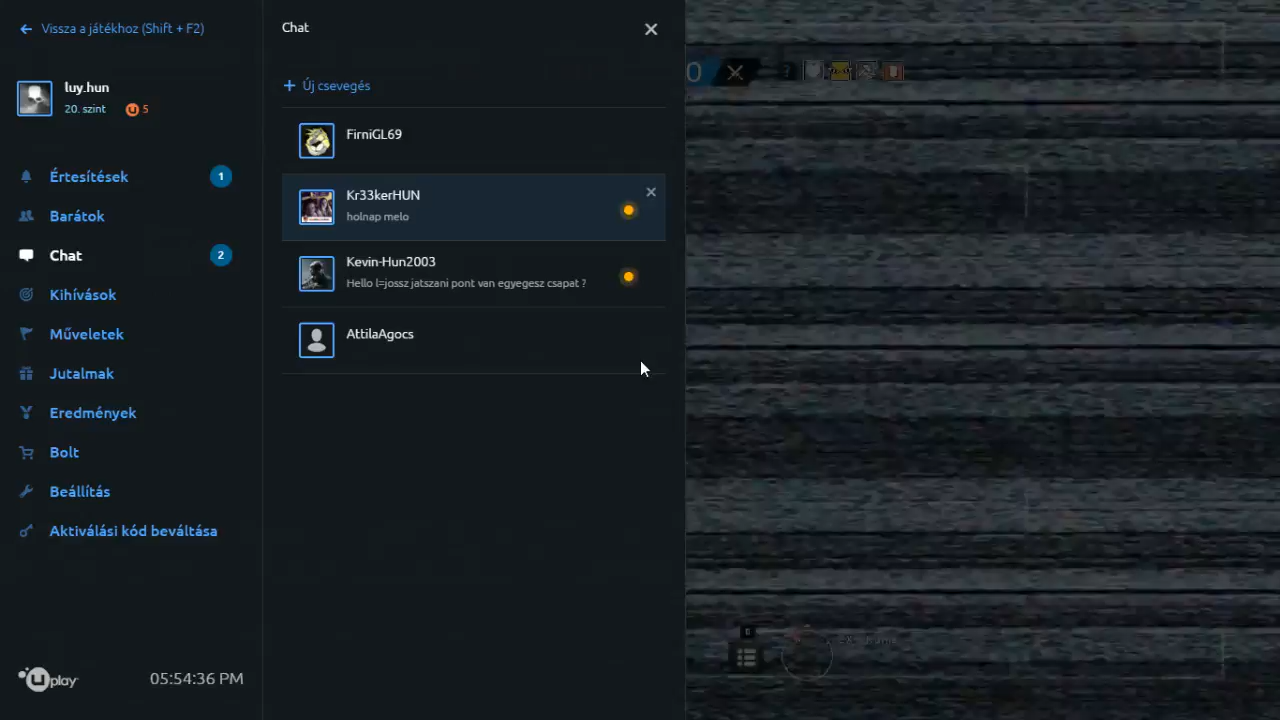 Vissza a játékhoz (Shift + F2)
luy.hun
20. szint
5
Értesítések
1
Barátok
Chat
2
Kihívások
Műveletek
Jutalmak
Eredmények
Bolt
Beállítás
Aktiválási kód beváltása
uplay
05:54:36 PM
Chat
Új csevegés
FirniGL69
Kr33kerHUN
holnap melo
Kevin-Hun2003
Hello l=jossz jatszani pont van egyegesz csapat ?
AttilaAgocs
0